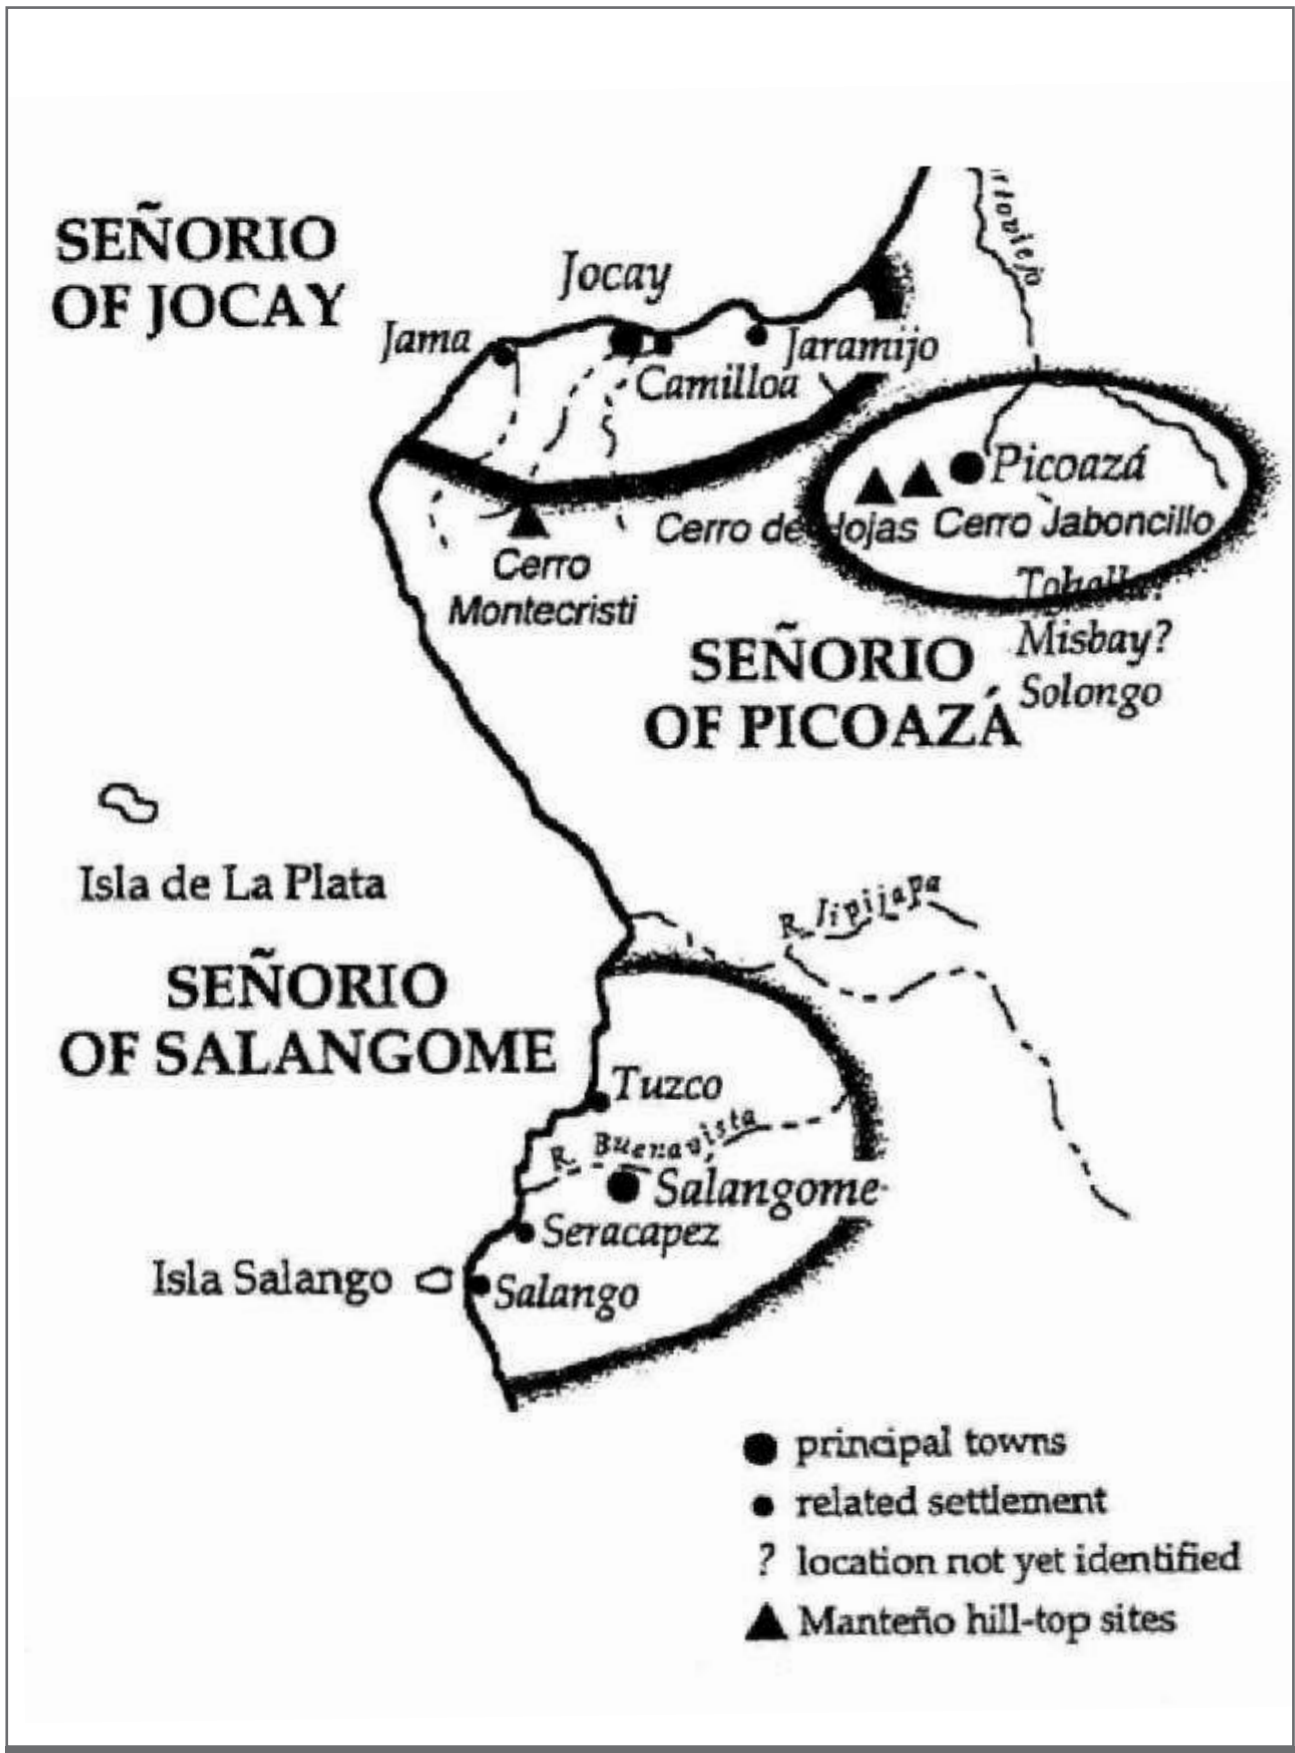 SEÑORIO
OF JOCAY
Jocay
Jama
Jaramijo
Camilloa
Picoazá
Cerro de Hojas
Cerro Jaboncillo
Cerro
Montecristi
Misbay?
Solongo
SEÑORIO
OF PICOAZÁ
Isla de La Plata
R. Jipijapa
SEÑORIO
OF SALANGOME
Tuzco
R. Buenavista
Salangome
Seracapez
Isla Salango
Salango
principal towns
related settlement
? location not yet identified
Manteño hill-top sites